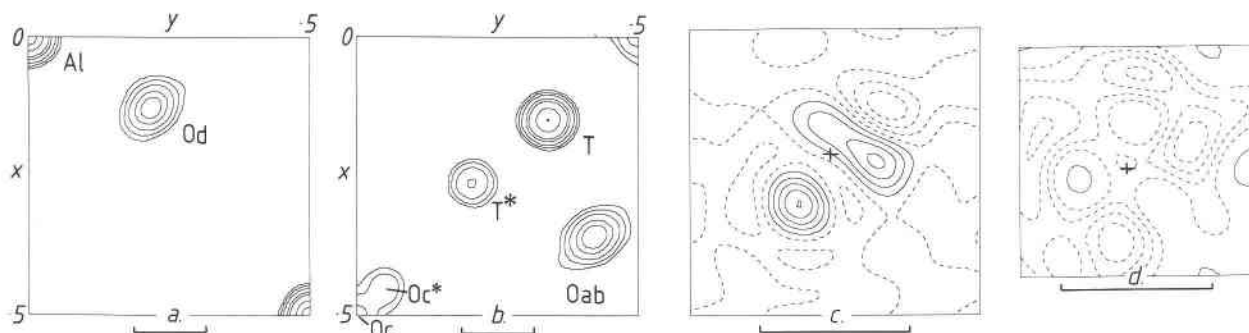 0 y ·5
Al
Od
x
·5 a.
0 y ·5
T
x
T*
Oc*
Oab
·5 b.
Oc
c.
d.